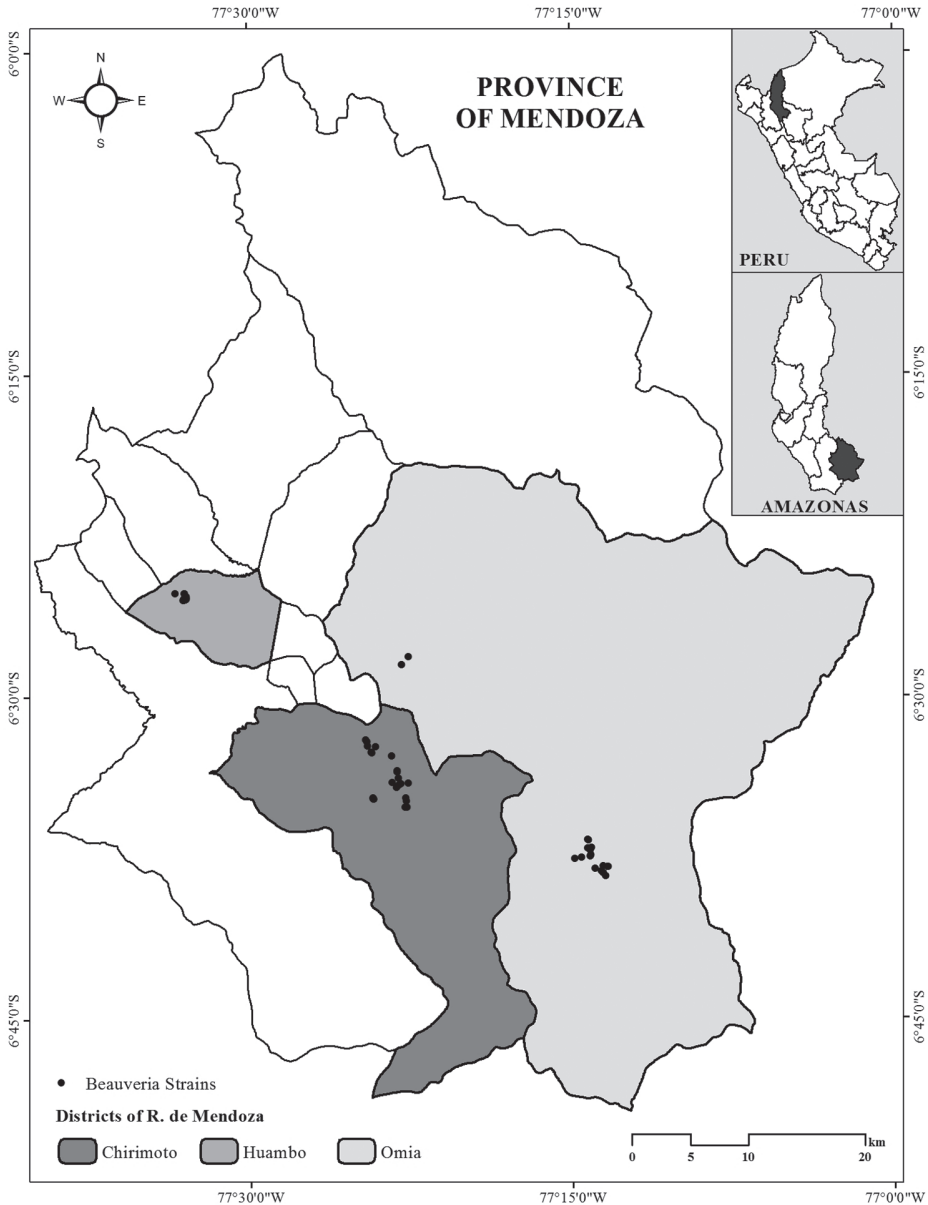 77°30'0"W 77°15'0"W 77°0'0"W
6°0'0"S
N
W E
S
PROVINCE
OF MENDOZA
PERU
6°15'0"S 6°15'0"S
AMAZONAS
6°30'0"S 6°30'0"S
6°45'0"S 6°45'0"S
Beauveria Strains
Districts of R. de Mendoza
Chirimoto Huambo Omia
km
0 5 10 20
77°30'0"W 77°15'0"W 77°0'0"W